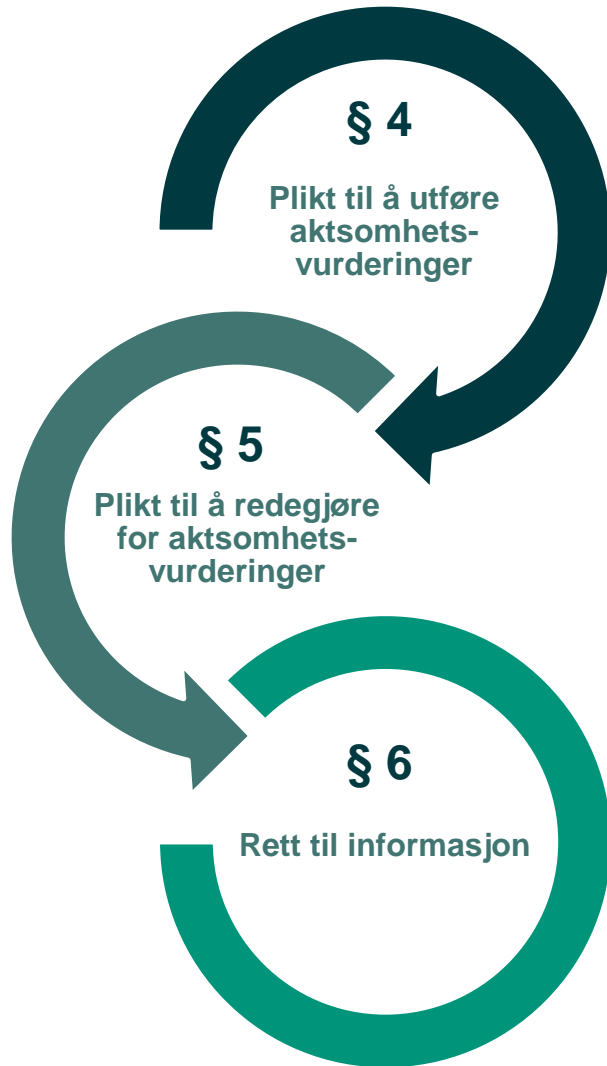 § 4
Plikt til å utføre
aktsomhets-
vurderinger
§ 5
Plikt til å redegjøre
for aktsomhets-
vurderinger
§ 6
Rett til informasjon